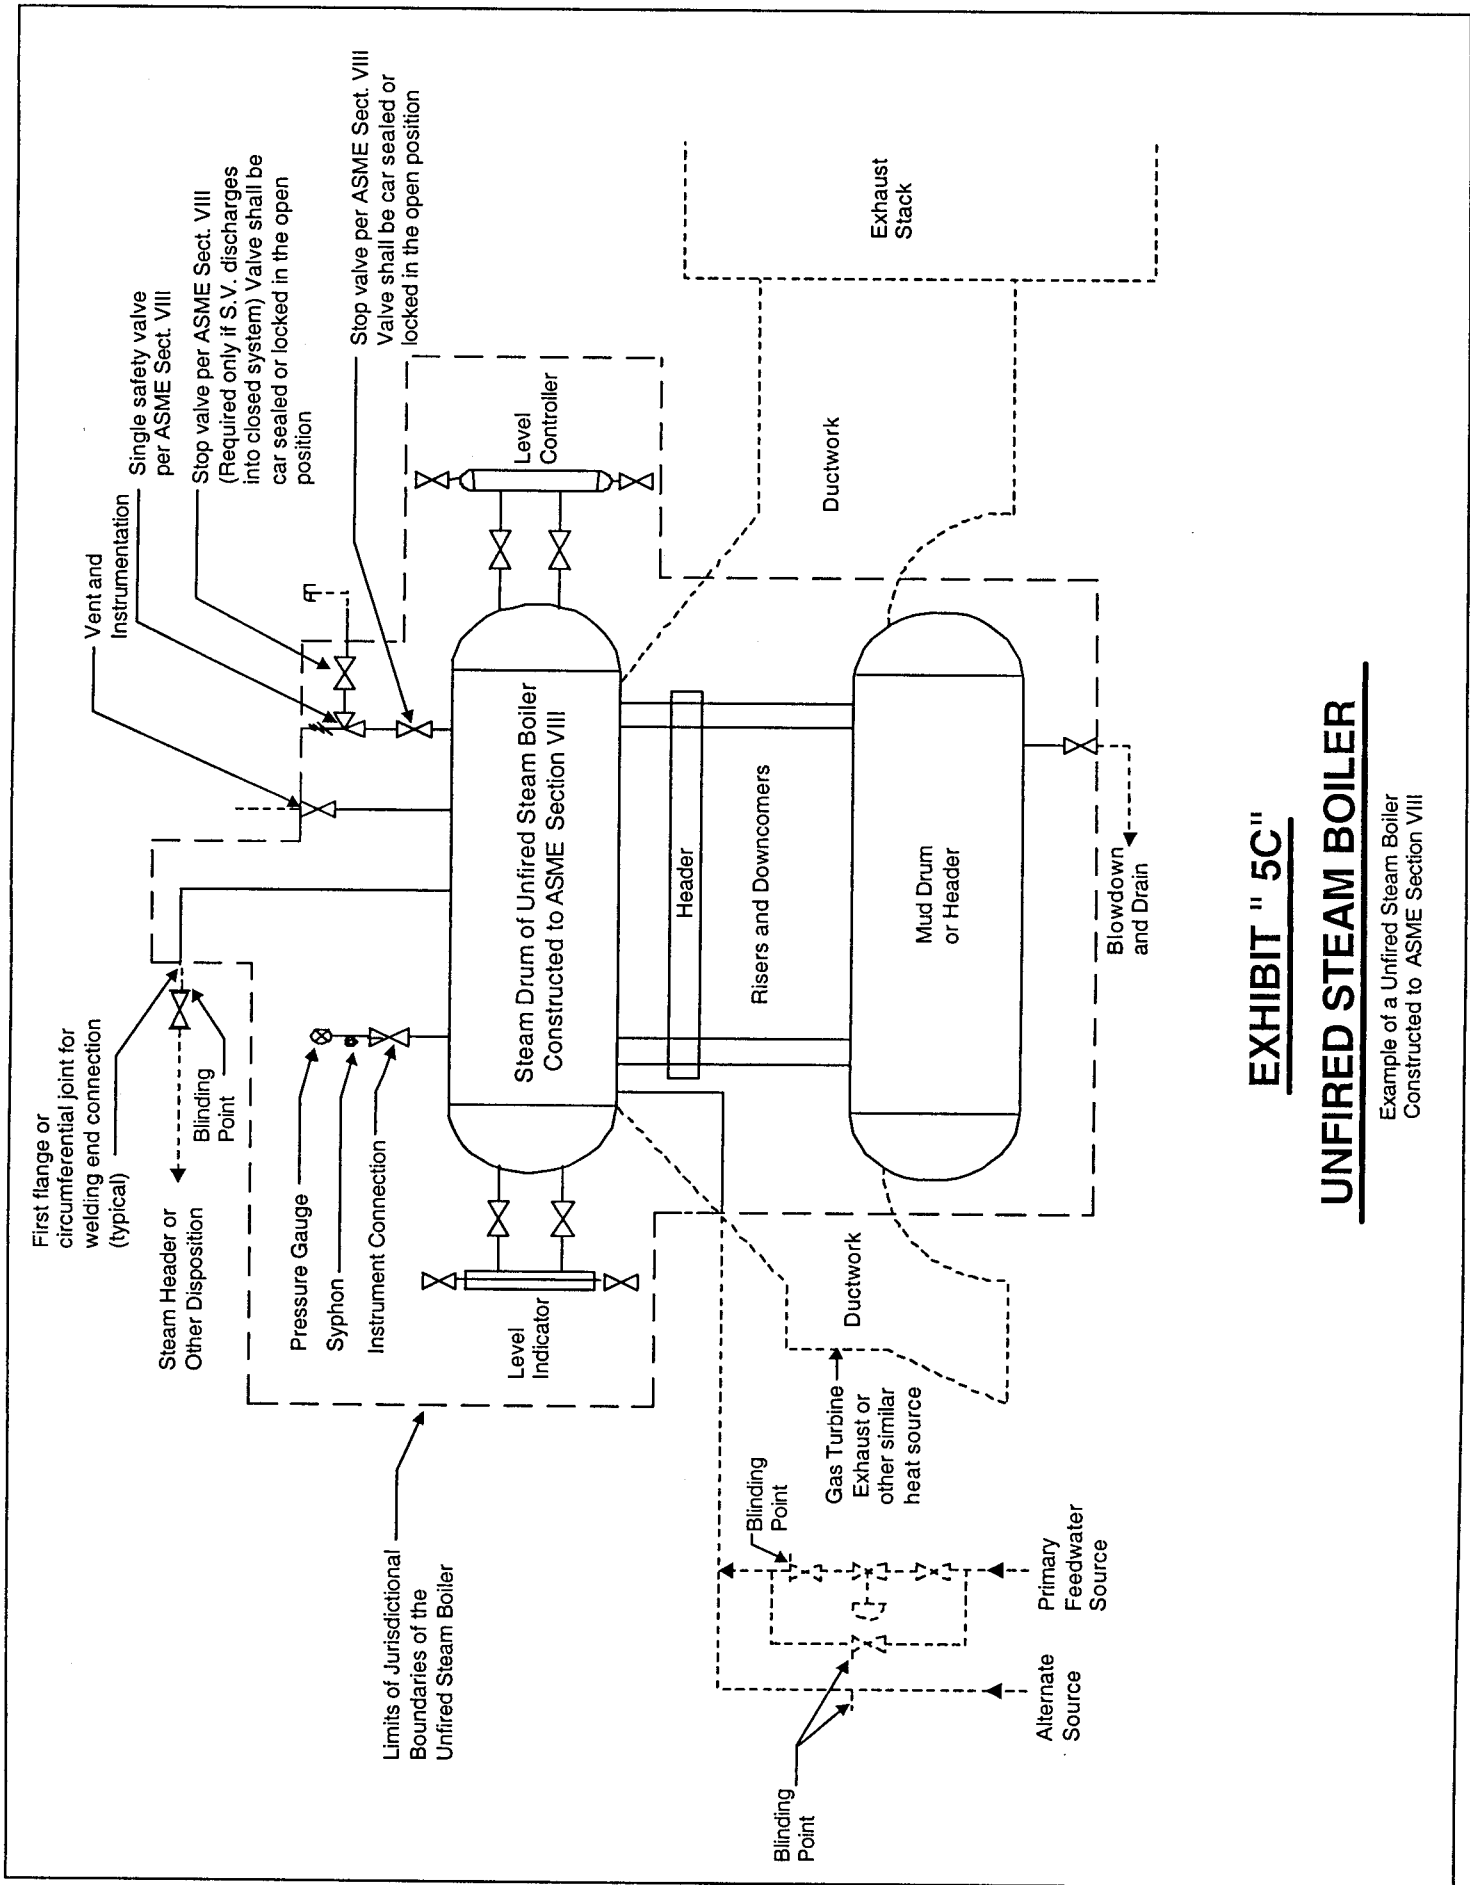 First flange or
circumferential joint for
welding end connection
(typical)
Steam Header or
Other Disposition
Blinding
Point
Vent and
Instrumentation
Single safety valve
per ASME Sect. VIII
Stop valve per ASME Sect. VIII
(Required only if S.V. discharges
into closed system) Valve shall be
car sealed or locked in the open
position
Stop valve per ASME Sect. VIII
Valve shall be car sealed or
locked in the open position
Pressure Gauge
Syphon
Instrument Connection
Limits of Jurisdictional
Boundaries of the
Unfired Steam Boiler
Level
Indicator
Steam Drum of Unfired Steam Boiler
Constructed to ASME Section VIII
Level
Controller
Header
Risers and Downcomers
Ductwork
Exhaust
Stack
Ductwork
Gas Turbine
Exhaust or
other similar
heat source
Blinding
Point
Blinding
Point
Mud Drum
or Header
Alternate
Source
Primary
Feedwater
Source
Blowdown
and Drain
EXHIBIT " 5C"
UNFIRED STEAM BOILER
Example of a Unfired Steam Boiler
Constructed to ASME Section VIII